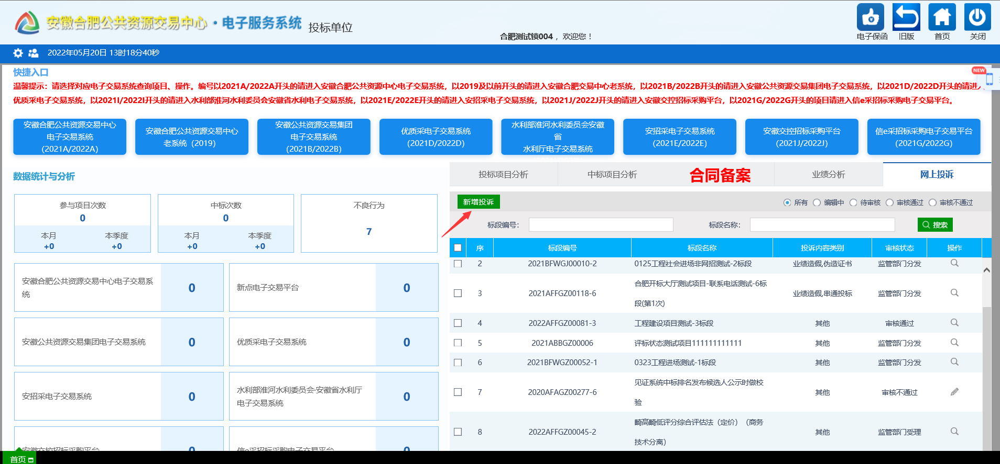 安徽合肥公共资源交易中心·电子服务系统 投标单位
合肥测试锁004 ，欢迎您！
电子保函 旧版 首页 关闭
2022年05月20日 13时18分40秒
快捷入口
NEW
温馨提示：请选择对应电子交易系统查询项目、操作。编号以2021A/2022A开头的请进入安徽合肥公共资源中心电子交易系统，以2019及以前开头的请进入安徽合肥交易中心老系统，以2021B/2022B开头的请进入安徽公共资源交易集团电子交易系统，以2021D/2022D开头的请进入
优质采电子交易系统，以2021I/2022I开头的请进入水利部淮河水利委员会安徽省水利电子交易系统，以2021E/2022E开头的请进入安招采电子交易系统，以2021J/2022J开头的请进入安徽交控招标采购平台，以2021G/2022G开头的项目请进入信e采招标采购电子交易平台。
安徽合肥公共资源交易中心
电子交易系统
(2021A/2022A)
安徽合肥公共资源交易中心
老系统（2019）
安徽公共资源交易集团
电子交易系统
(2021B/2022B)
优质采电子交易系统
(2021D/2022D)
水利部淮河水利委员会安徽
省
水利厅电子交易系统
安招采电子交易系统
(2021E/2022E)
安徽交控招标采购平台
(2021J/2022J)
信e采招标采购电子交易平台
(2021G/2022G)
数据统计与分析
参与项目次数
0
本月 本季度
+0 +0
中标次数
0
本月 本季度
+0 +0
不良行为
7
安徽合肥公共资源交易中心电子交易系
统
0
新点电子交易平台
0
安徽公共资源交易集团电子交易系统
0
优质采电子交易系统
0
安招采电子交易系统
0
水利部淮河水利委员会·安徽省水利厅
电子交易系统
0
安徽交控招标采购平台
0
信e采招标采购电子交易平台
0
投标项目分析 中标项目分析 合同备案 业绩分析 网上投诉
新增投诉 所有 编辑中 待审核 审核通过 审核不通过
标段编号： 标段名称： 搜索
序 标段编号 标段名称 投诉内容类别 审核状态 操作
2 2021BFWGJ00010-2 0125工程社会进场非网招测试-2标段 业绩造假,伪造证书 监管部门分发
3 2021AFFGZ00118-6 合肥开标大厅测试项目-联系电话测试-6标
段(第1次) 业绩造假,串通投标 监管部门分发
4 2022AFFGZ00081-3 工程建设项目测试-3标段 其他 审核通过
5 2021ABBGZ00006 评标状态测试项目111111111111 其他 监管部门分发
6 2021BFWGZ00052-1 0323工程进场测试-1标段 其他 监管部门分发
7 2020AFAGZ00277-6 见证系统中标排名发布候选人公示时做校
验 其他 审核不通过
8 2022AFFGZ00045-2 畸高畸低评分综合评估法（定价）（商务
技术分离） 其他 监管部门受理
首页